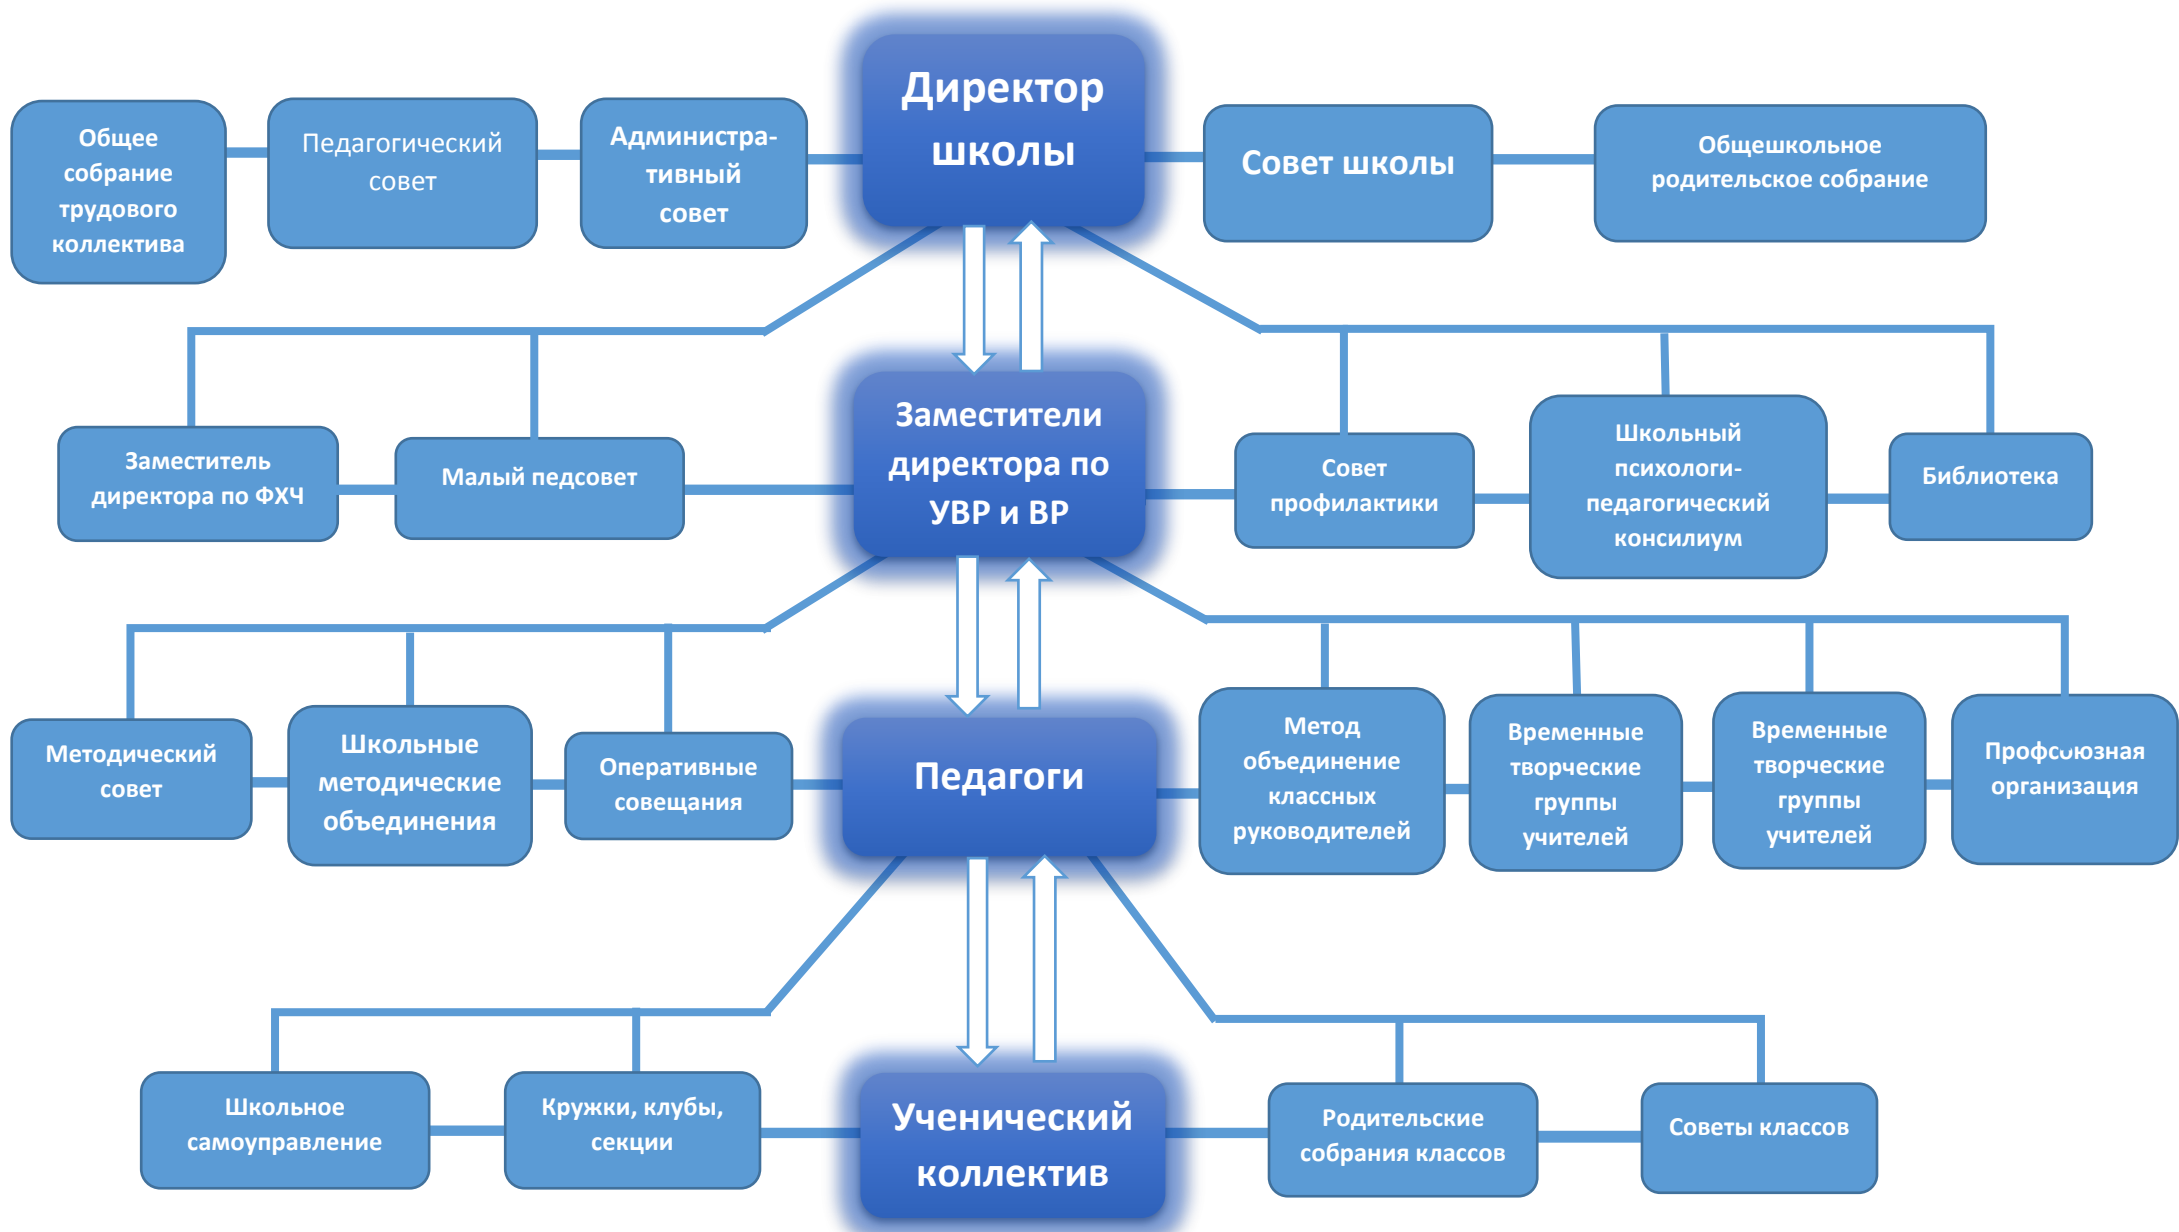 Директор
школы
Общее
собрание
трудового
коллектива
Педагогический
совет
Администра-
тивный
совет
Совет школы
Общешкольное
родительское собрание
Заместитель
директора по ФХЧ
Малый педсовет
Заместители
директора по
УВР и ВР
Совет
профилактики
Школьный
психологи-
педагогический
консилиум
Библиотека
Методический
совет
Школьные
методические
объединения
Оперативные
совещания
Педагоги
Метод
объединение
классных
руководителей
Временные
творческие
группы
учителей
Временные
творческие
группы
учителей
Профсоюзная
организация
Школьное
самоуправление
Кружки, клубы,
секции
Ученический
коллектив
Родительские
собрания классов
Советы классов